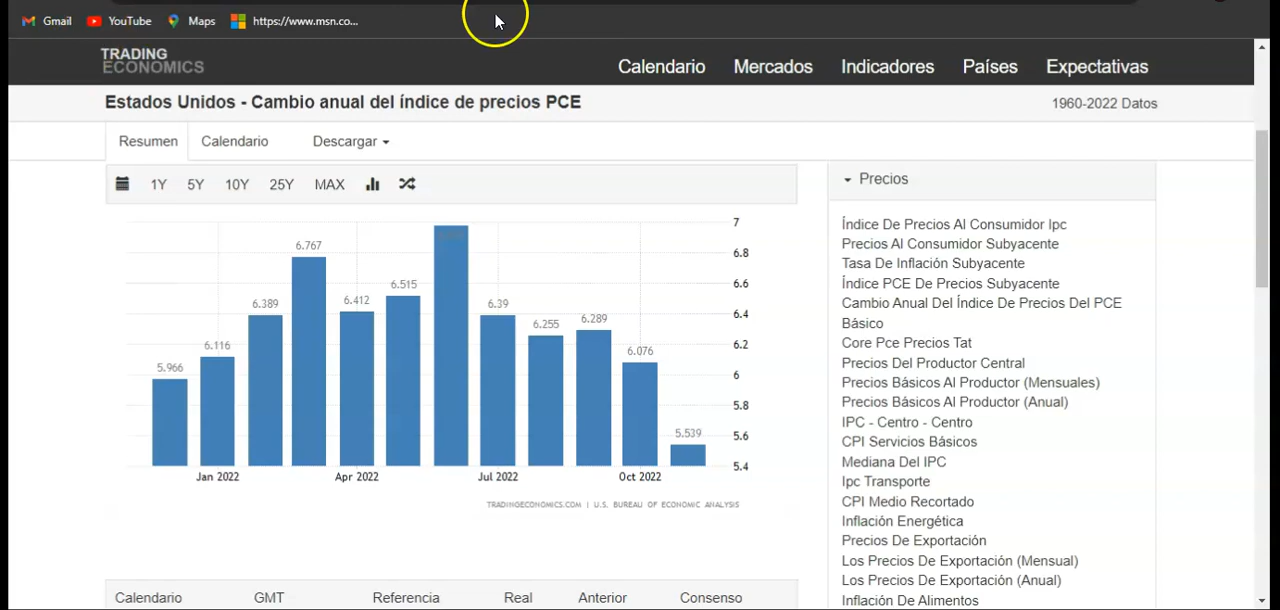 Gmail YouTube Maps https://www.msn.co...
TRADING
ECONOMICS
Calendario Mercados Indicadores Países Expectativas
Estados Unidos - Cambio anual del índice de precios PCE
1960-2022 Datos
Resumen Calendario Descargar
1Y 5Y 10Y 25Y MAX
7
6.8
6.6
6.4
6.2
6
5.8
5.6
5.4
5.966
6.116
6.389
6.767
6.412
6.515
6.39
6.255
6.289
6.076
5.539
Jan 2022 Apr 2022 Jul 2022 Oct 2022
TRADINGECONOMICS.COM | U.S. BUREAU OF ECONOMIC ANALYSIS
Calendario GMT Referencia Real Anterior Consenso
Precios
Índice De Precios Al Consumidor Ipc
Precios Al Consumidor Subyacente
Tasa De Inflación Subyacente
Índice PCE De Precios Subyacente
Cambio Anual Del Índice De Precios Del PCE
Básico
Core Pce Precios Tat
Precios Del Productor Central
Precios Básicos Al Productor (Mensuales)
Precios Básicos Al Productor (Anual)
IPC - Centro - Centro
CPI Servicios Básicos
Mediana Del IPC
Ipc Transporte
CPI Medio Recortado
Inflación Energética
Precios De Exportación
Los Precios De Exportación (Mensual)
Los Precios De Exportación (Anual)
Inflación De Alimentos